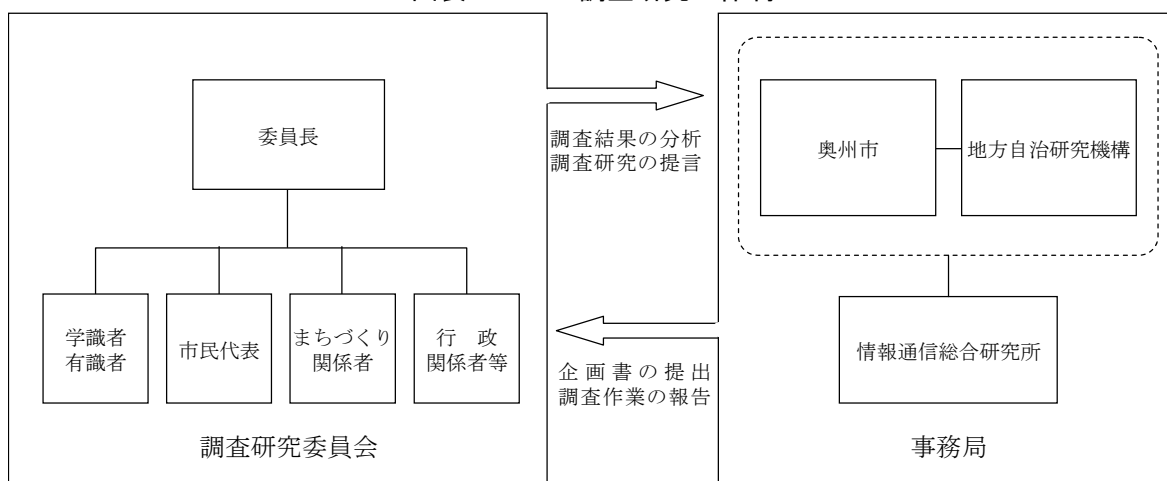 委員長
学識者
有識者
市民代表
まちづくり
関係者
行　政
関係者等
調査研究委員会
調査結果の分析
調査研究の提言
企画書の提出
調査作業の報告
奥州市
地方自治研究機構
情報通信総合研究所
事務局